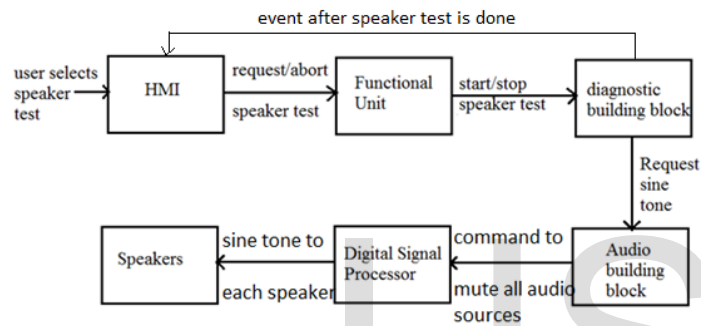 event after speaker test is done
user selects
speaker
test
HMI
request/abort
speaker test
Functional
Unit
start/stop
speaker test
diagnostic
building block
Request
sine
tone
Speakers
sine tone to
each speaker
Digital Signal
Processor
command to
mute all audio
sources
Audio
building
block